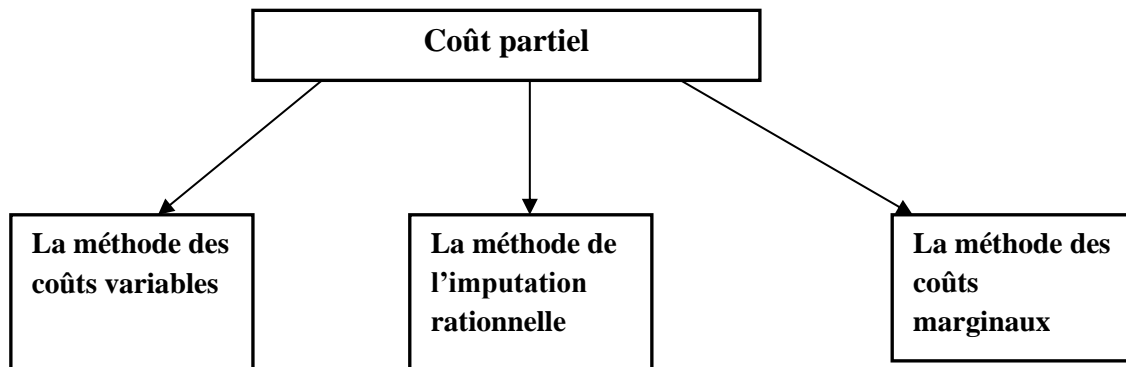 Coût partiel
La méthode des
coûts variables
La méthode de
l’imputation
rationnelle
La méthode des
coûts
marginaux